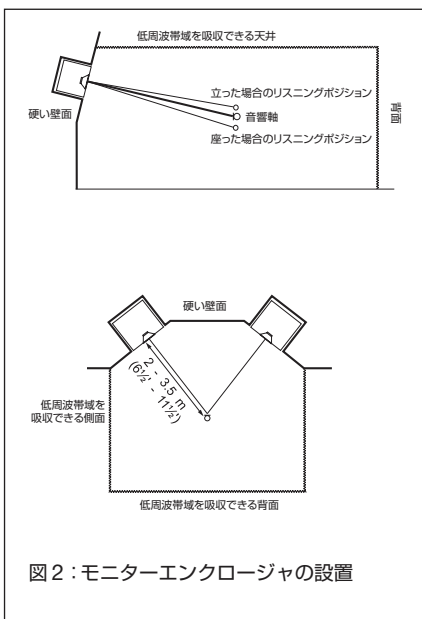 低周波帯域を吸収できる天井
立った場合のリスニングポジション
硬い壁面
音響軸
背面
座った場合のリスニングポジション
硬い壁面
2 - 3.5 m
(6½' - 11½')
低周波帯域を
吸収できる側面
低周波帯域を吸収できる背面
図2：モニターエンクロージャの設置